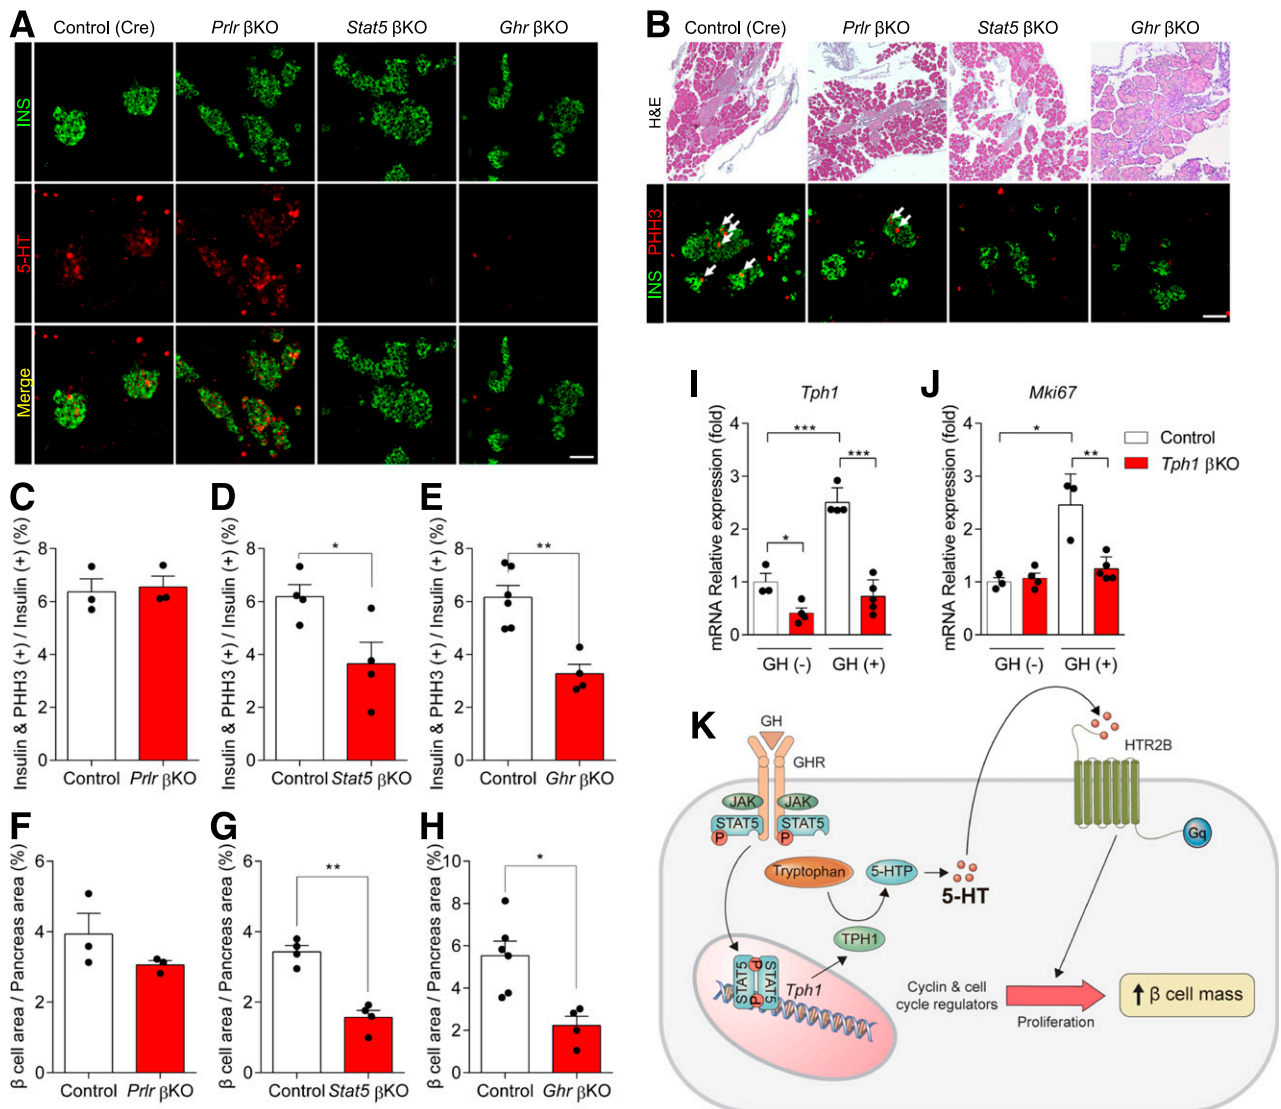 A
Control (Cre)
Prlr βKO
Stat5 βKO
Ghr βKO
INS
5-HT
Merge
B
Control (Cre)
Prlr βKO
Stat5 βKO
Ghr βKO
H&E
INS PHH3
C
Insulin & PHH3 (+) / Insulin (+) (%)
8
6
4
2
0
Control Prlr βKO
D
Insulin & PHH3 (+) / Insulin (+) (%)
8
6
4
2
0
*
Control Stat5 βKO
E
Insulin & PHH3 (+) / Insulin (+) (%)
8
6
4
2
0
**
Control Ghr βKO
F
β cell area / Pancreas area (%)
6
4
2
0
Control Prlr βKO
G
β cell area / Pancreas area (%)
6
4
2
0
**
Control Stat5 βKO
H
β cell area / Pancreas area (%)
10
8
6
4
2
0
*
Control Ghr βKO
I
Tph1
mRNA Relative expression (fold)
4
3
2
1
0
***
***
*
GH (-) GH (+)
J
Mki67
mRNA Relative expression (fold)
4
3
2
1
0
*
**
GH (-) GH (+)
Control
Tph1 βKO
K
GH
GHR
JAK JAK
STAT5 STAT5
P P
HTR2B
Gq
Tryptophan
5-HTP
5-HT
TPH1
STAT5 P STAT5
P
Tph1
Cyclin & cell
cycle regulators
Proliferation
β cell mass